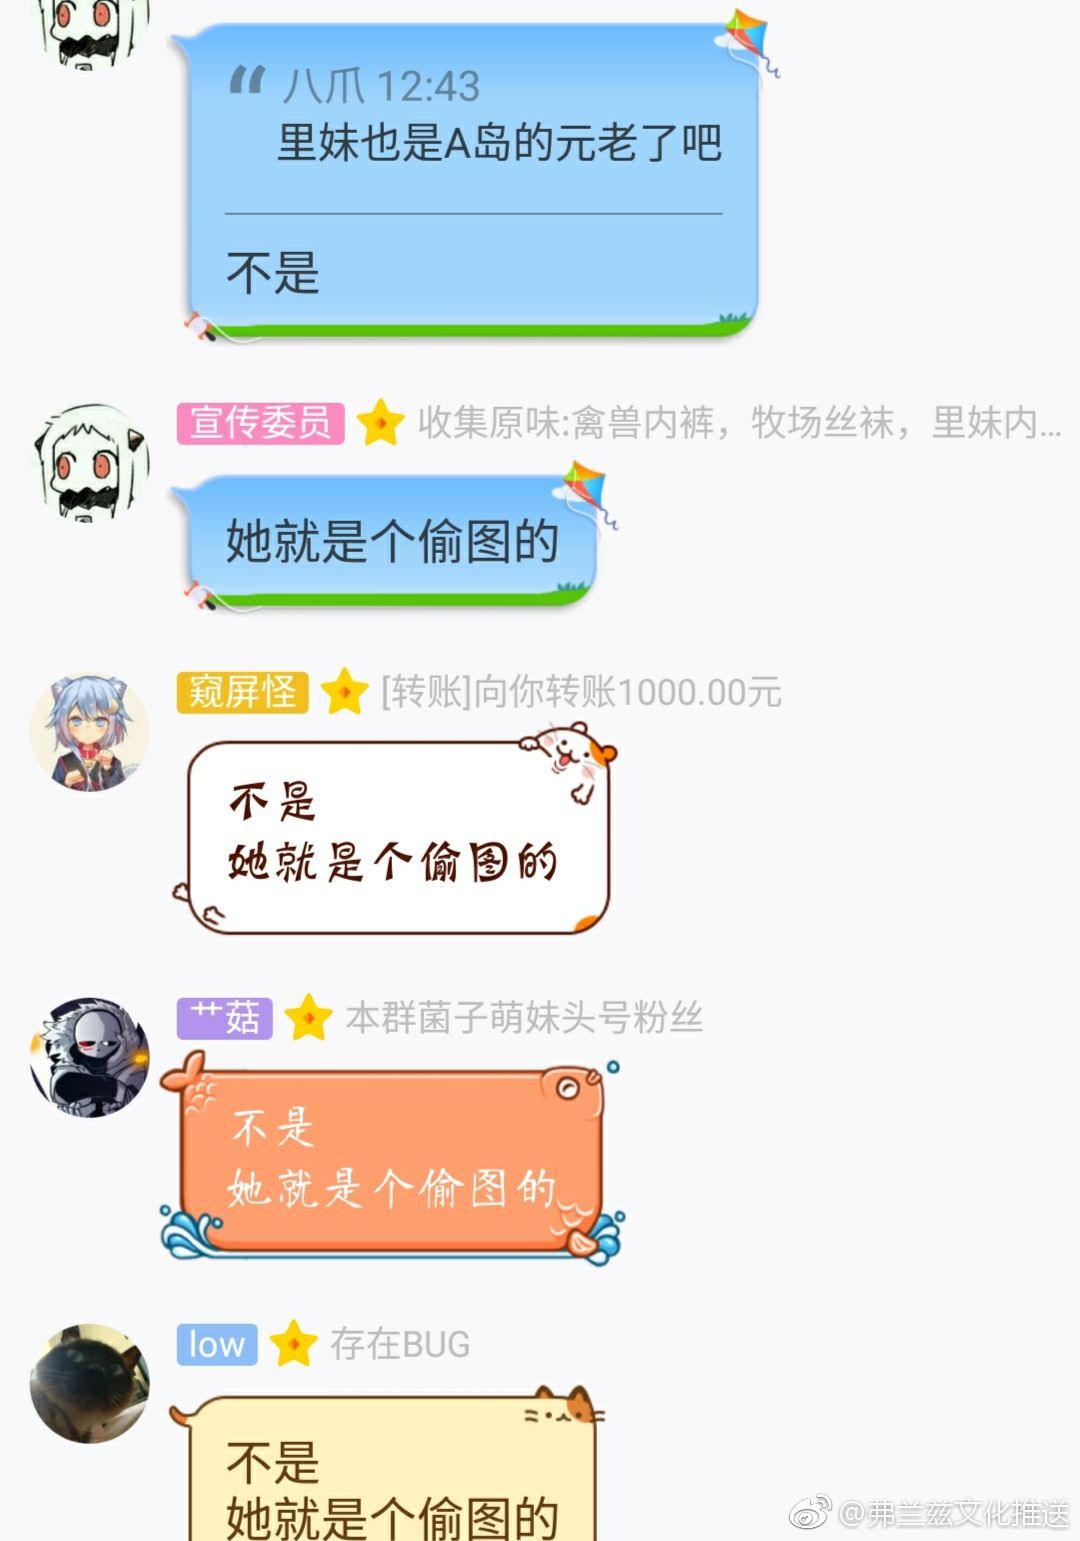 八爪 12:43
里妹也是A岛的元老了吧
不是
宣传委员 收集原味:禽兽内裤，牧场丝袜，里妹内...
她就是个偷图的
窥屏怪 [转账]向你转账1000.00元
不是
她就是个偷图的
艹菇 本群菌子萌妹头号粉丝
不是
她就是个偷图的
low 存在BUG
不是
她就是个偷图的
@弗兰兹文化推送